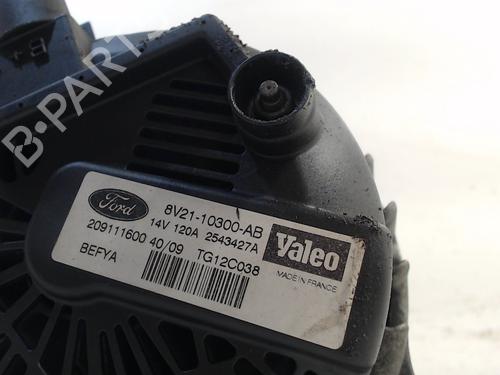 B+
B-PARTS
Ford
8V21-10300-AB
14V 120A 2543427A
209111600 40/09 TG12C038
BEFYA
Valeo
MADE IN FRANCE